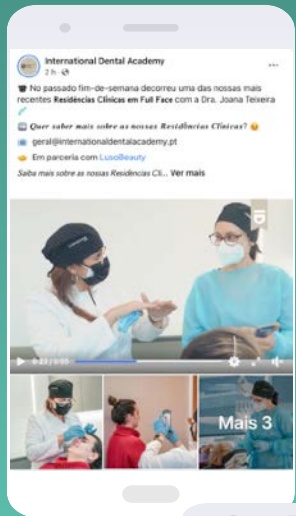 International Dental Academy
2 h ·
No passado fim-de-semana decorreu uma das nossas mais
recentes Residências Clínicas em Full Face com a Dra. Joana Teixeira
Quer saber mais sobre as nossas Residências Clínicas?
geral@internationaldentalacademy.pt
Em parceria com LusoBeauty
Saiba mais sobre as nossas Residencias Clí... Ver mais
Mais 3